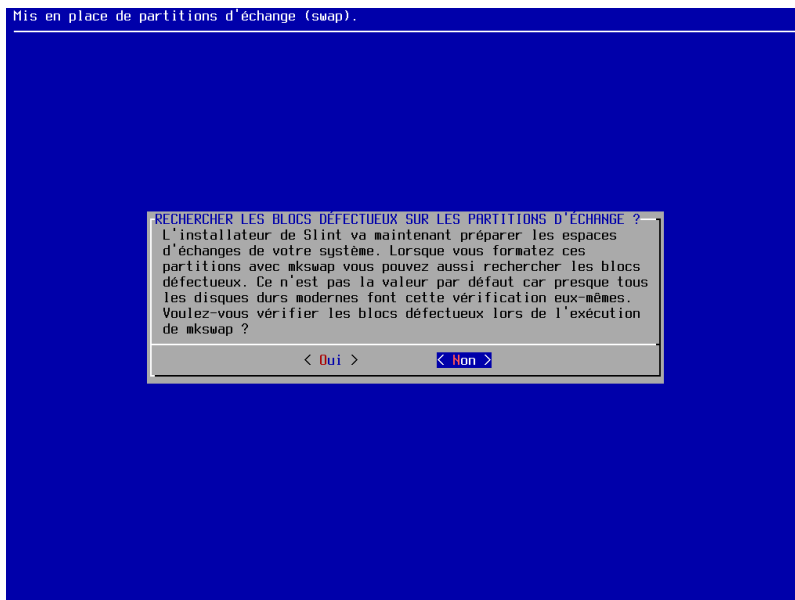 Mis en place de partitions d'échange (swap).
RECHERCHER LES BLOCS DÉFECTUEUX SUR LES PARTITIONS D'ÉCHANGE ?
L'installateur de Slint va maintenant préparer les espaces
d'échanges de votre système. Lorsque vous formatez ces
partitions avec mkswap vous pouvez aussi rechercher les blocs
défectueux. Ce n'est pas la valeur par défaut car presque tous
les disques durs modernes font cette vérification eux-mêmes.
Voulez-vous vérifier les blocs défectueux lors de l'exécution
de mkswap ?
< Oui > < Non >